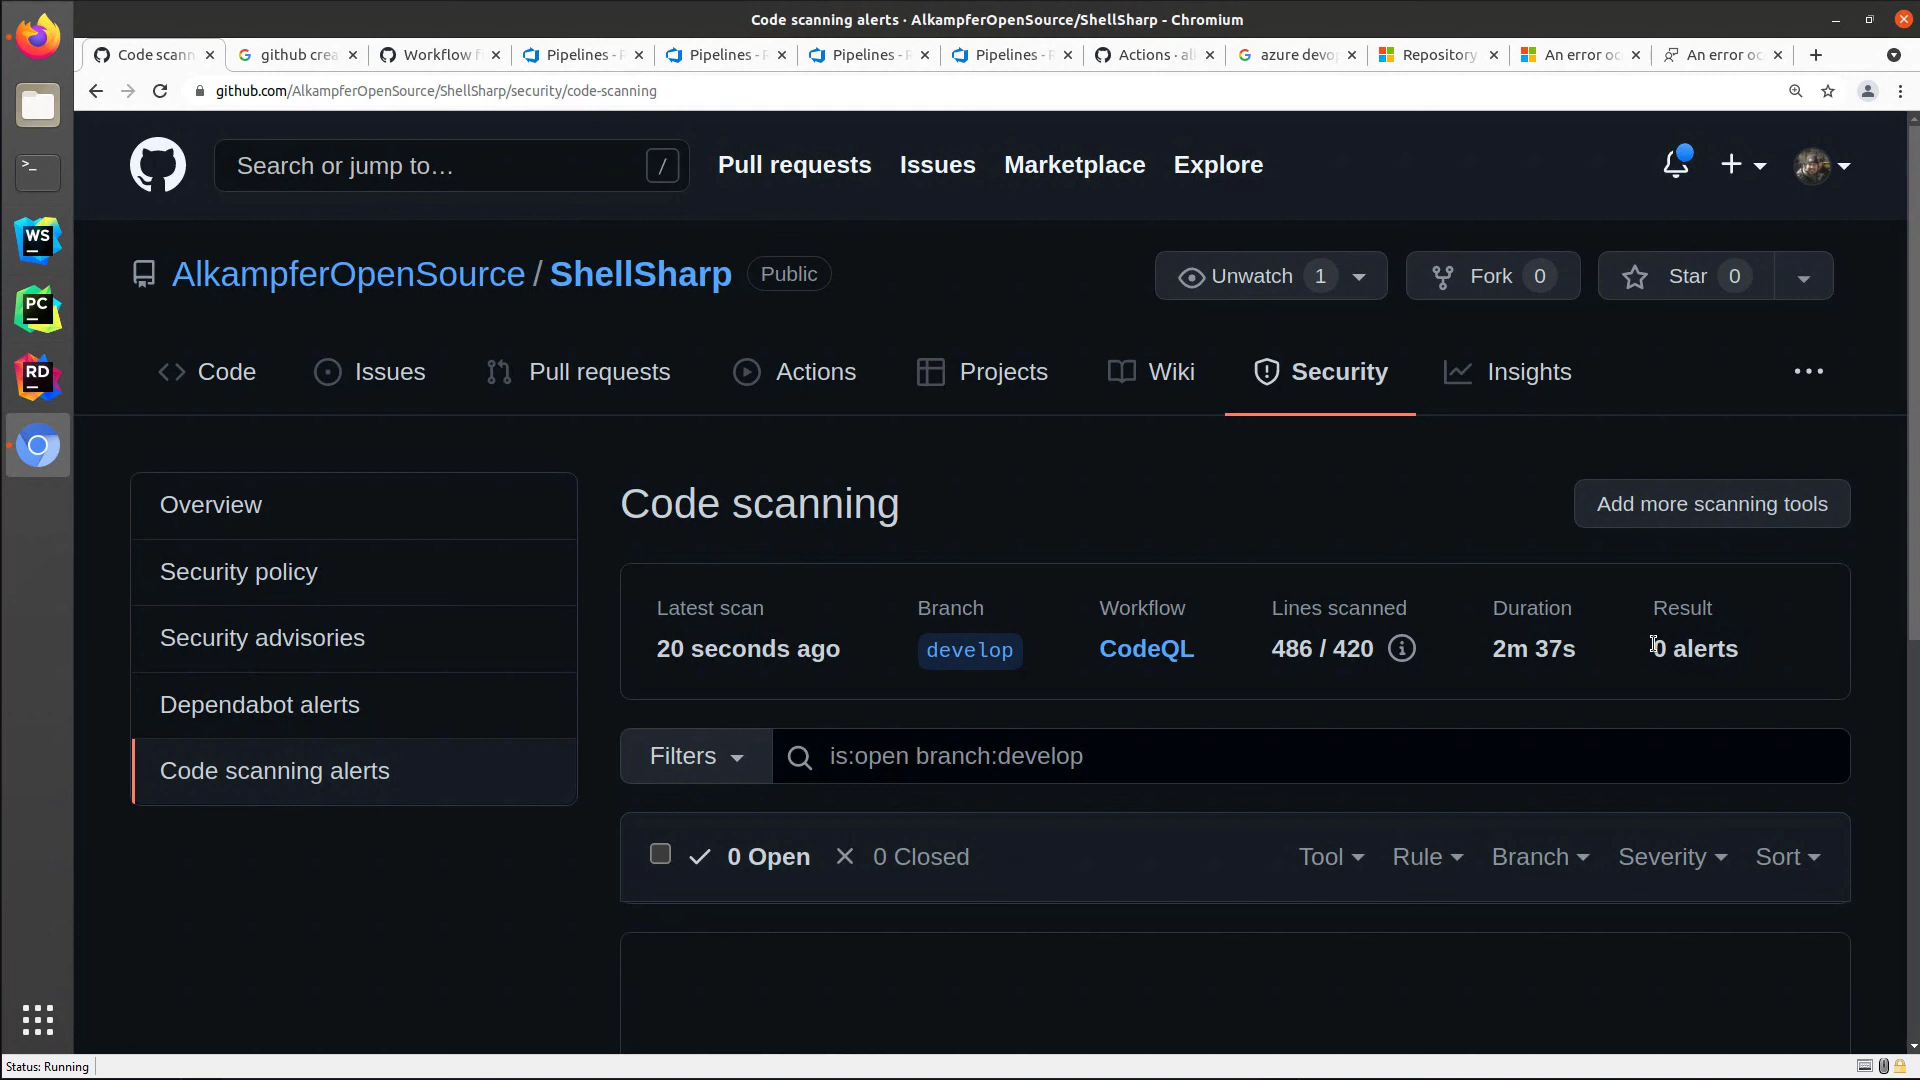 Code scanning alerts · AlkampferOpenSource/ShellSharp - Chromium
Code scann
github crea
Workflow f
Pipelines - R
Pipelines - R
Pipelines - R
Pipelines - R
Actions · al
azure devo
Repository
An error oc
An error oc
github.com/AlkampferOpenSource/ShellSharp/security/code-scanning
Search or jump to…
/
Pull requests
Issues
Marketplace
Explore
AlkampferOpenSource / ShellSharp
Public
Unwatch 1
Fork 0
Star 0
Code
Issues
Pull requests
Actions
Projects
Wiki
Security
Insights
Overview
Security policy
Security advisories
Dependabot alerts
Code scanning alerts
Code scanning
Add more scanning tools
Latest scan
Branch
Workflow
Lines scanned
Duration
Result
20 seconds ago
develop
CodeQL
486 / 420
2m 37s
0 alerts
Filters
is:open branch:develop
0 Open
0 Closed
Tool
Rule
Branch
Severity
Sort
WS
PC
RD
>_
Status: Running